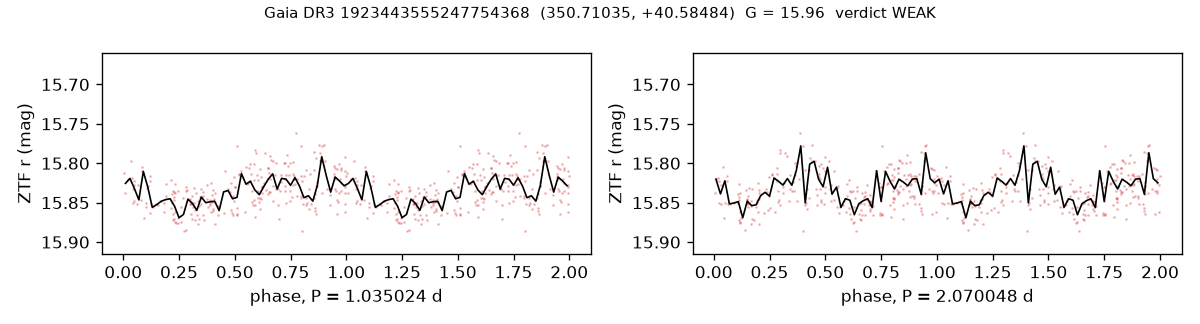 Gaia DR3 1923443555247754368 (350.71035, +40.58484) G = 15.96 verdict WEAK
ZTF r (mag)
15.70
15.75
15.80
15.85
15.90
0.00 0.25 0.50 0.75 1.00 1.25 1.50 1.75 2.00
phase, P = 1.035024 d
ZTF r (mag)
15.70
15.75
15.80
15.85
15.90
0.00 0.25 0.50 0.75 1.00 1.25 1.50 1.75 2.00
phase, P = 2.070048 d